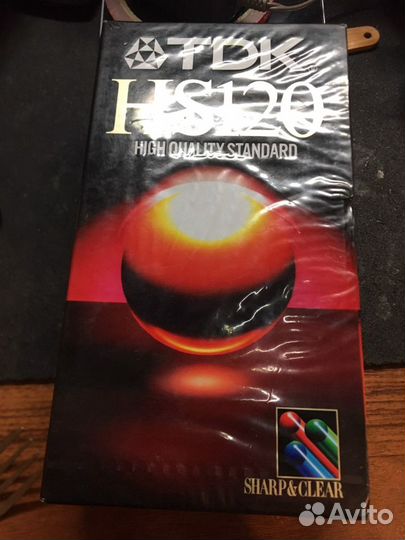 TDK
HS120
HIGH QUALITY STANDARD
SHARP&CLEAR
Avito